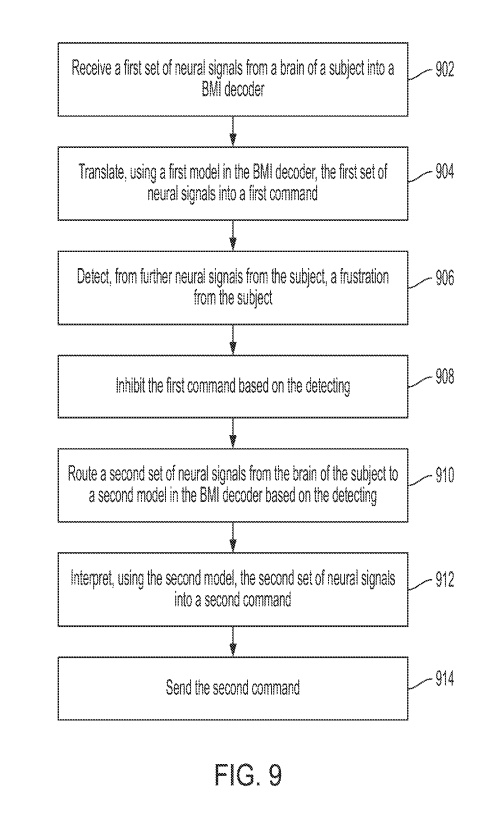 Receive a first set of neural signals from a brain of a subject into a
BMI decoder
902
Translate, using a first model in the BMI decoder, the first set of
neural signals into a first command
904
Detect, from further neural signals from the subject, a frustration
from the subject
906
Inhibit the first command based on the detecting
908
Route a second set of neural signals from the brain of the subject to
a second model in the BMI decoder based on the detecting
910
Interpret, using the second model, the second set of neural signals
into a second command
912
Send the second command
914
FIG. 9